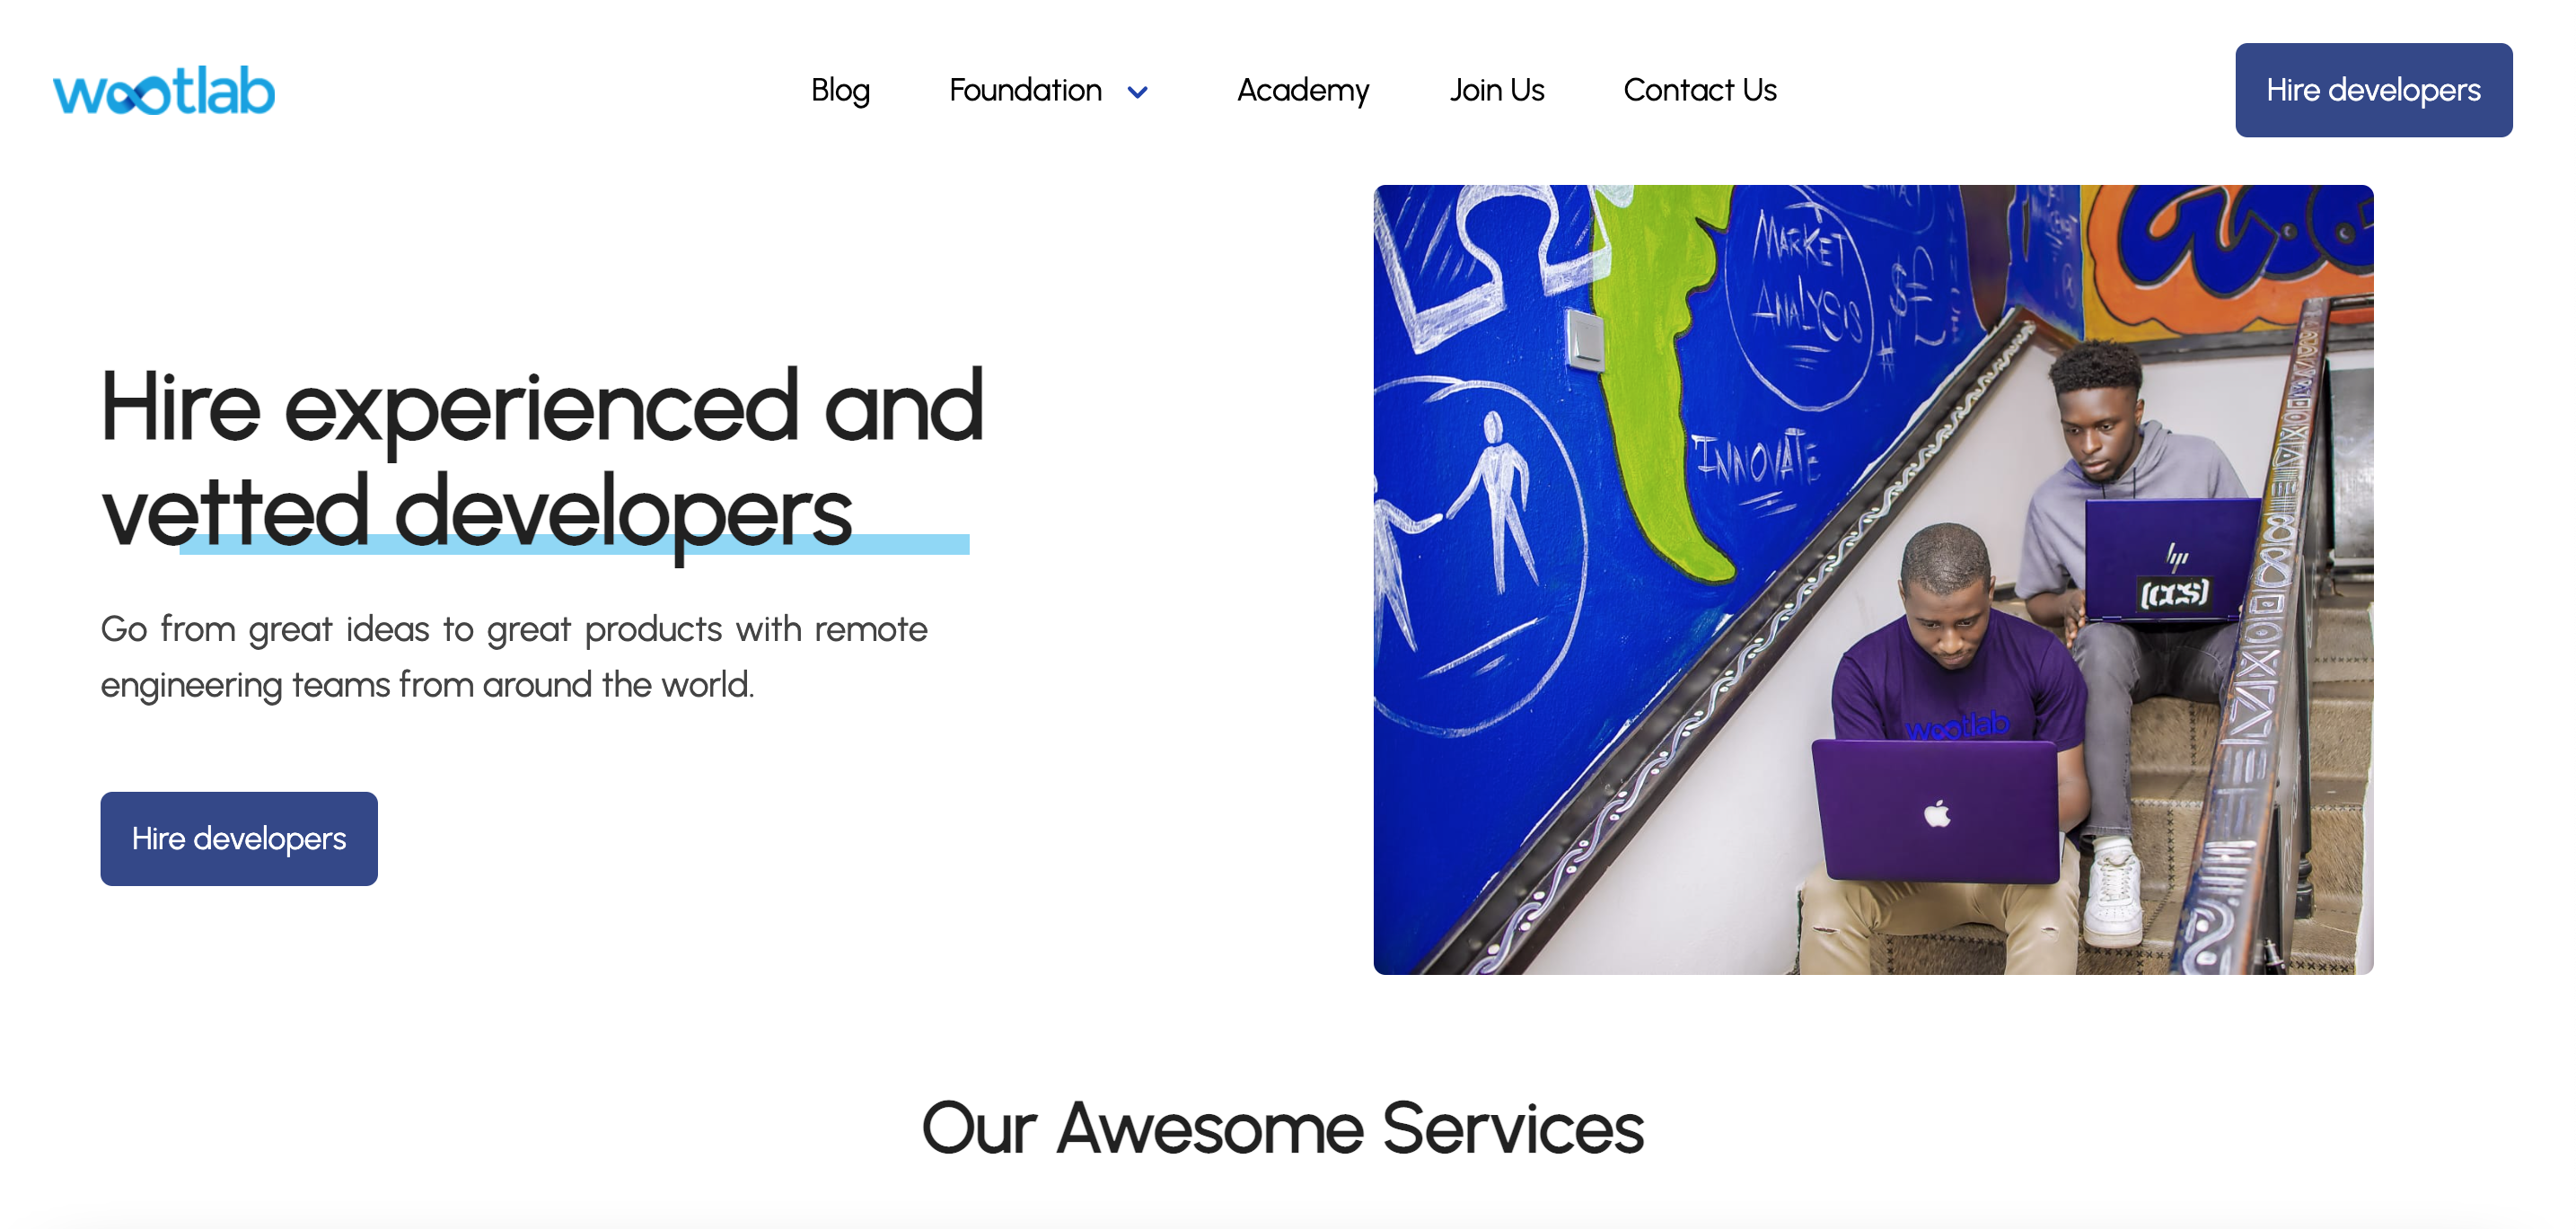 wootlab
Blog
Foundation
Academy
Join Us
Contact Us
Hire developers
Hire experienced and
vetted developers
Go from great ideas to great products with remote
engineering teams from around the world.
Hire developers
MARKET
ANALYSIS
INNOVATE
hp
wootlab
Our Awesome Services